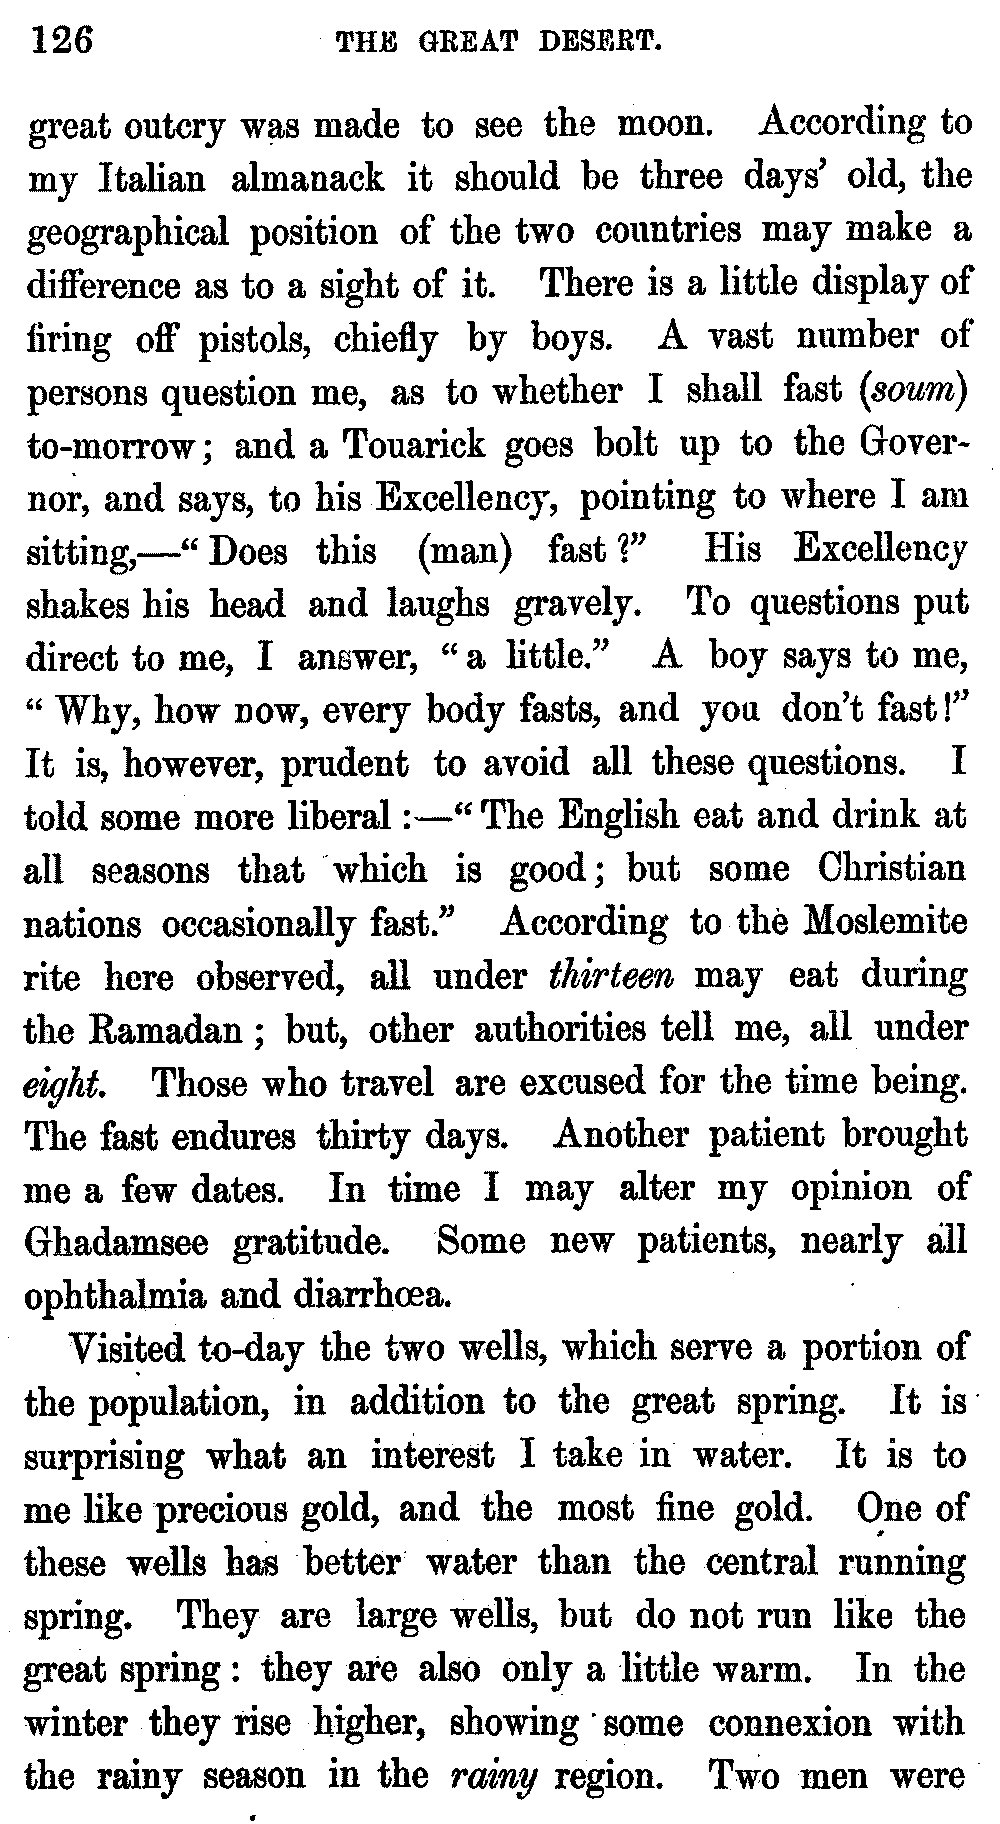 126 THE GREAT DESERT.
great outcry was made to see the moon. According to
my Italian almanack it should be three days' old, the
geographical position of the two countries may make a
difference as to a sight of it. There is a little display of
firing off pistols, chiefly by boys. A vast number of
persons question me, as to whether I shall fast (soum)
to-morrow; and a Touarick goes bolt up to the Gover-
nor, and says, to his Excellency, pointing to where I am
sitting,—“Does this (man) fast?” His Excellency
shakes his head and laughs gravely. To questions put
direct to me, I answer, “a little.” A boy says to me,
“Why, how now, every body fasts, and you don't fast!”
It is, however, prudent to avoid all these questions. I
told some more liberal:—“The English eat and drink at
all seasons that which is good; but some Christian
nations occasionally fast.” According to the Moslemite
rite here observed, all under thirteen may eat during
the Ramadan; but, other authorities tell me, all under
eight. Those who travel are excused for the time being.
The fast endures thirty days. Another patient brought
me a few dates. In time I may alter my opinion of
Ghadamsee gratitude. Some new patients, nearly all
ophthalmia and diarrhœa.
Visited to-day the two wells, which serve a portion of
the population, in addition to the great spring. It is
surprising what an interest I take in water. It is to
me like precious gold, and the most fine gold. One of
these wells has better water than the central running
spring. They are large wells, but do not run like the
great spring: they are also only a little warm. In the
winter they rise higher, showing some connexion with
the rainy season in the rainy region. Two men were